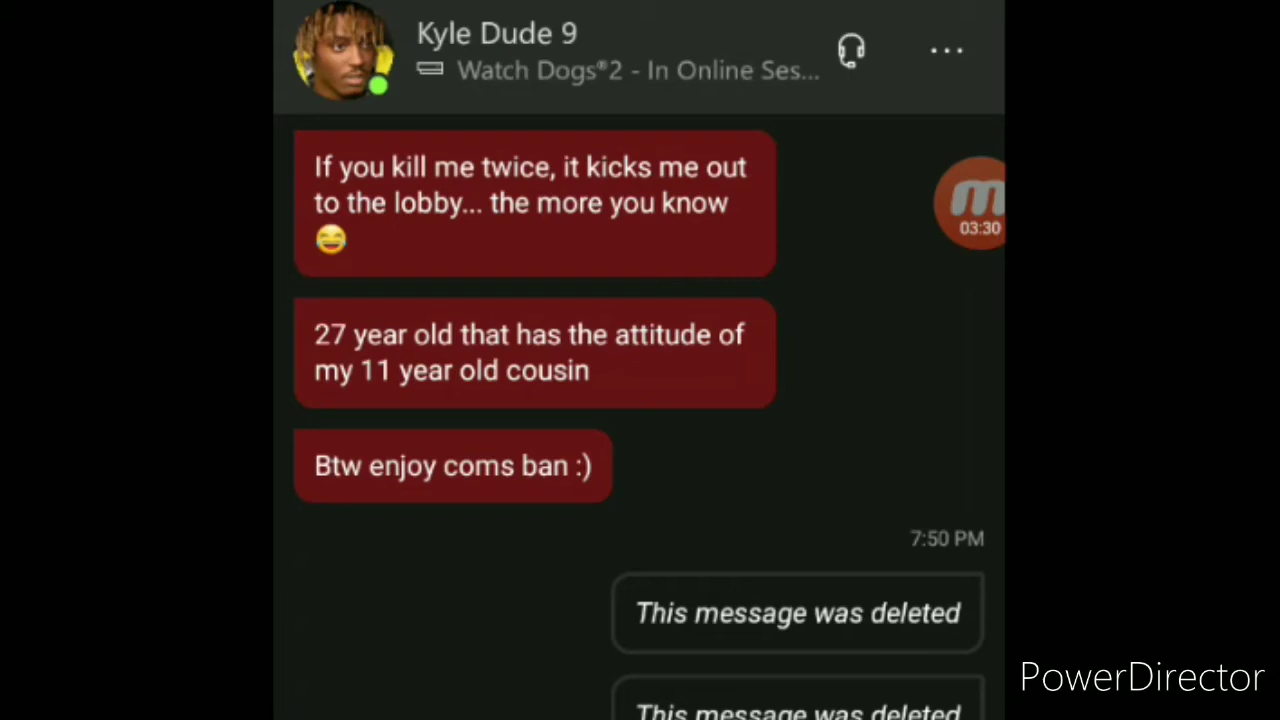 Kyle Dude 9
Watch Dogs®2 - In Online Ses...
If you kill me twice, it kicks me out
to the lobby... the more you know
😂
03:30
27 year old that has the attitude of
my 11 year old cousin
Btw enjoy coms ban :)
7:50 PM
This message was deleted
This message was deleted
PowerDirector